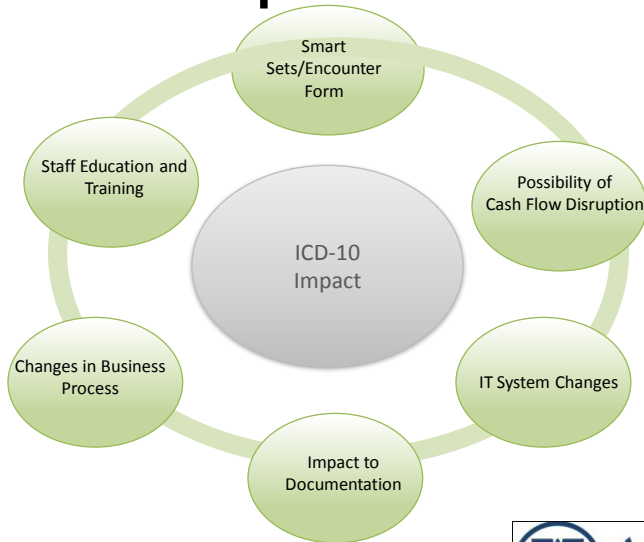 Smart
Sets/Encounter
Form
Possibility of
Cash Flow Disruption
IT System Changes
Impact to
Documentation
Changes in Business
Process
Staff Education and
Training
ICD-10
Impact